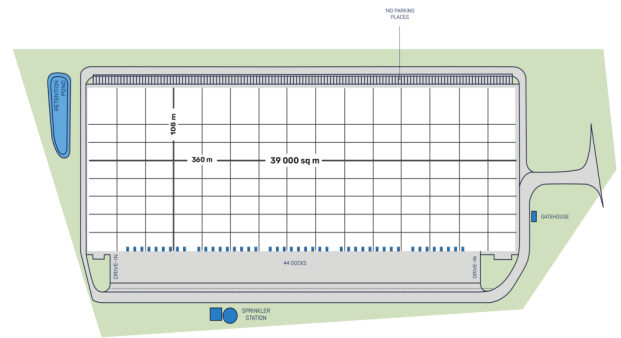 140 PARKING
PLACES
RETENTION
POND
108 m
360 m
39 000 sq m
GATEHOUSE
DRIVE-IN
44 DOCKS
DRIVE-IN
SPRINKLER
STATION